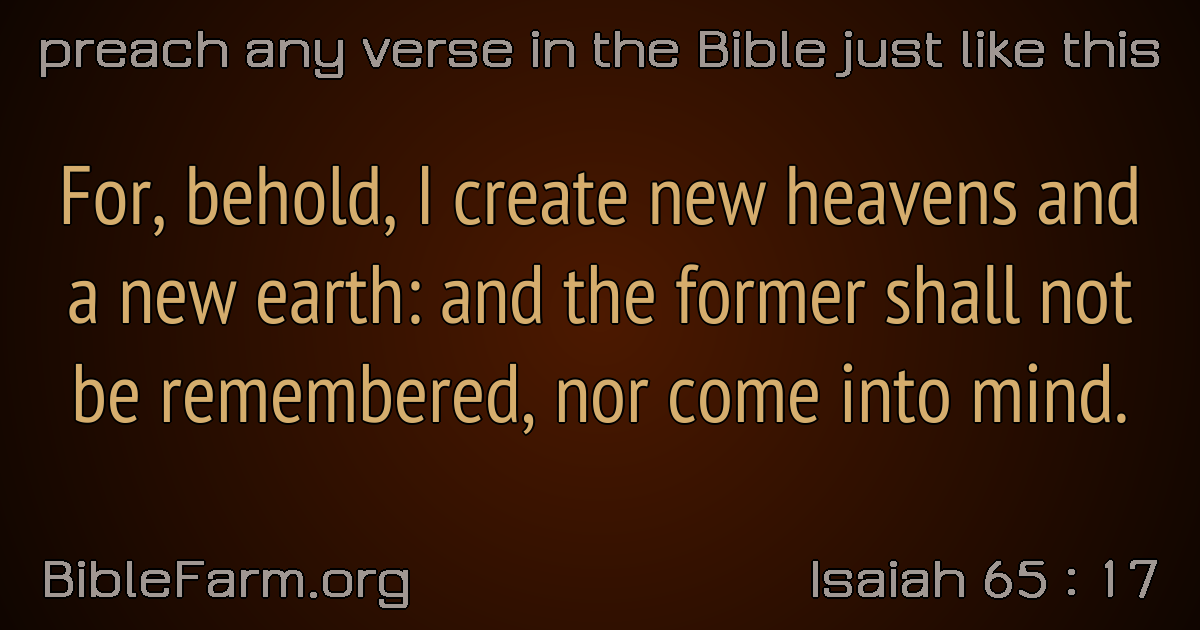 preach any verse in the Bible just like this
For, behold, I create new heavens and
a new earth: and the former shall not
be remembered, nor come into mind.
BibleFarm.org
Isaiah 65 : 17